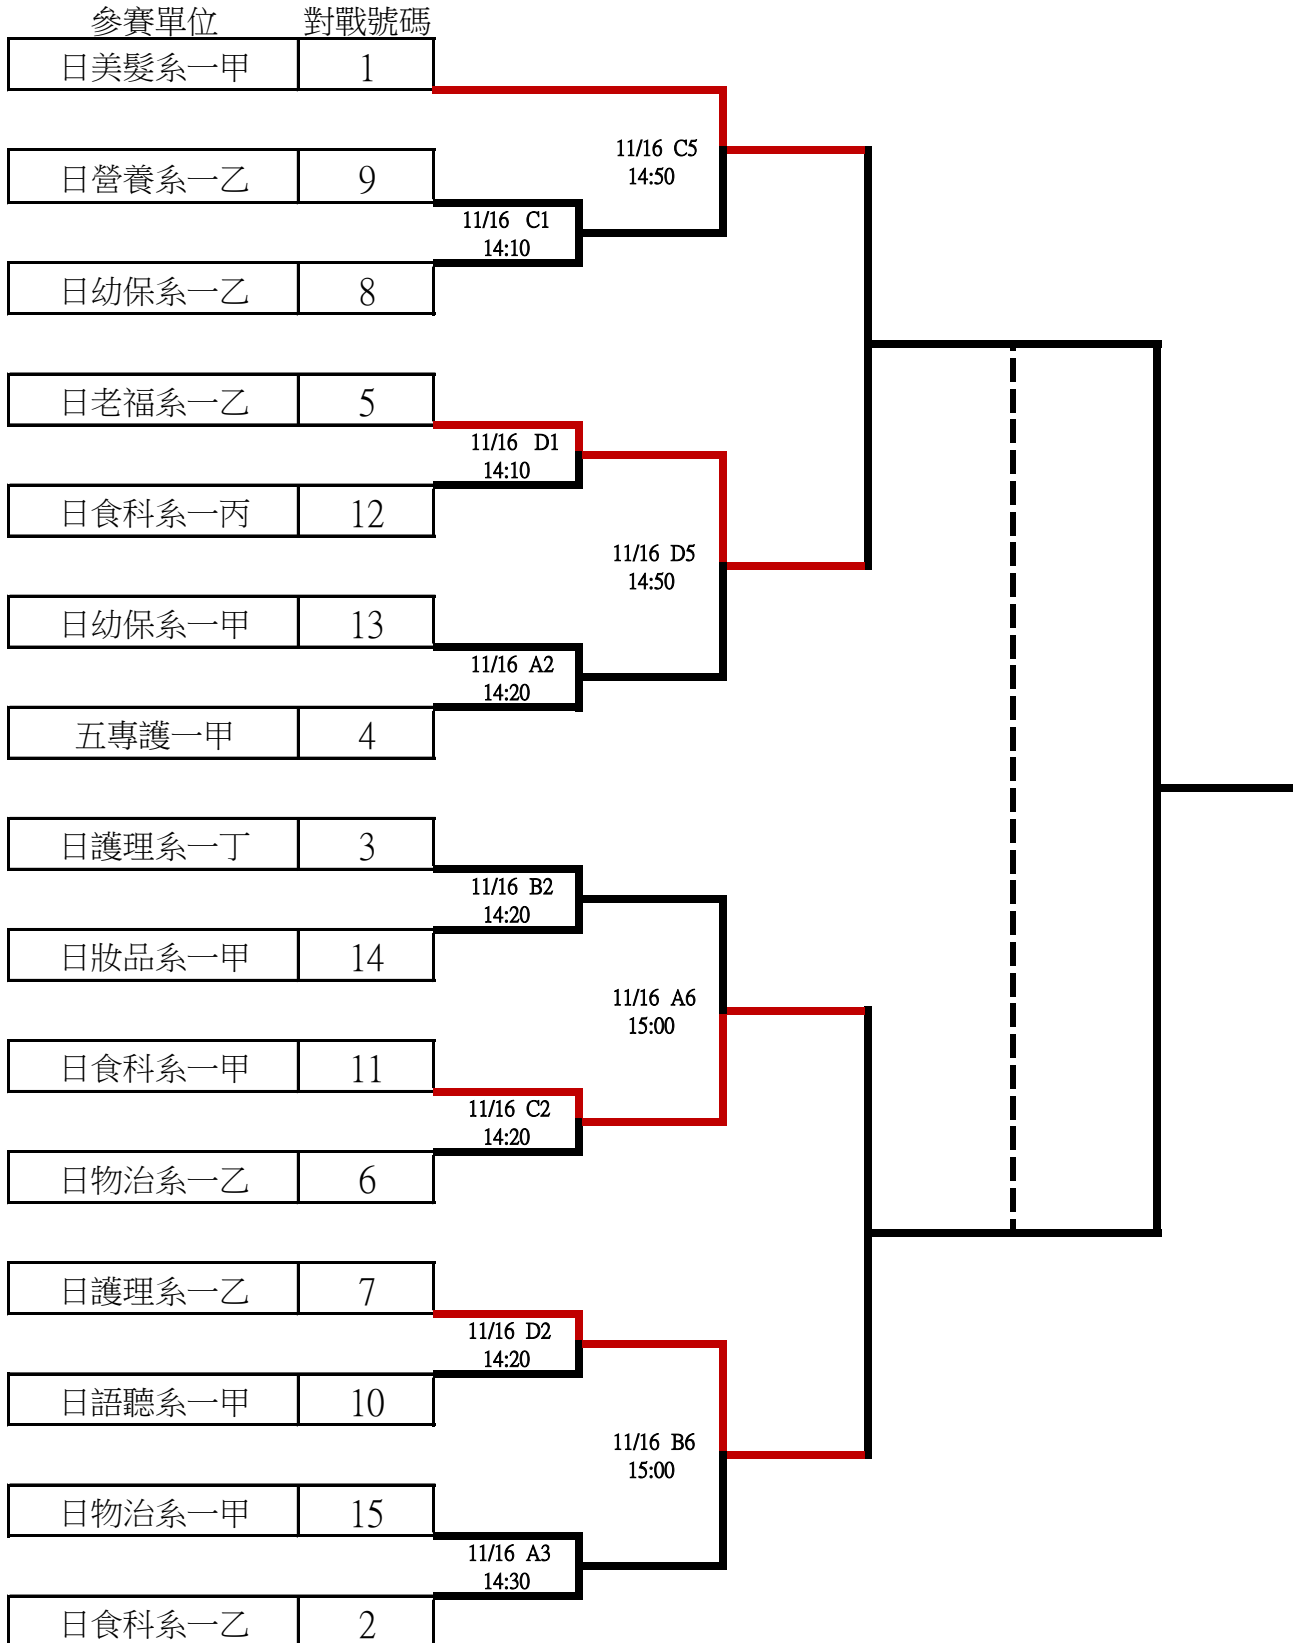 參賽單位 對戰號碼
日美髮系一甲 1
11/16 C5
14:50
日營養系一乙 9
11/16 C1
14:10
日幼保系一乙 8
日老福系一乙 5
11/16 D1
14:10
日食科系一丙 12
11/16 D5
14:50
日幼保系一甲 13
11/16 A2
14:20
五專護一甲 4
日護理系一丁 3
11/16 B2
14:20
日妝品系一甲 14
11/16 A6
15:00
日食科系一甲 11
11/16 C2
14:20
日物治系一乙 6
日護理系一乙 7
11/16 D2
14:20
日語聽系一甲 10
11/16 B6
15:00
日物治系一甲 15
11/16 A3
14:30
日食科系一乙 2